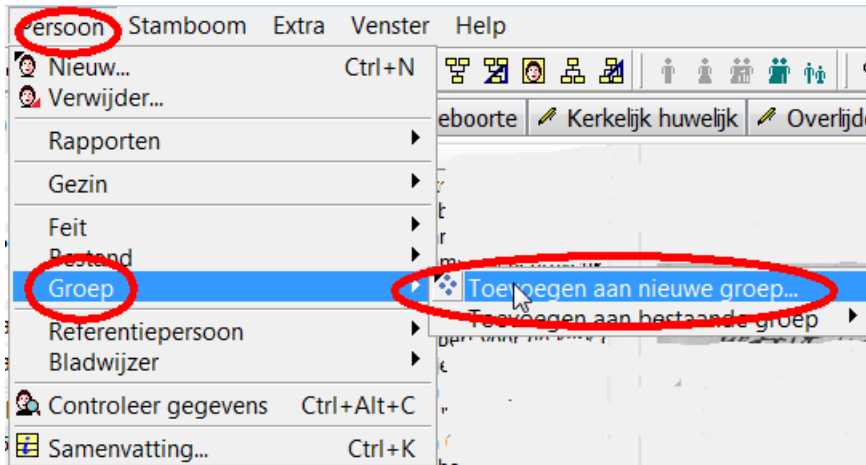 Persoon Stamboom Extra Venster Help
Nieuw... Ctrl+N
Verwijder...
eboorte Kerkelijk huwelijk Overlijde
Rapporten
Gezin
Feit
Bestand
Groep Toevoegen aan nieuwe groep...
Toevoegen aan bestaande groep
Referentiepersoon
Bladwijzer
Controleer gegevens Ctrl+Alt+C
Samenvatting... Ctrl+K